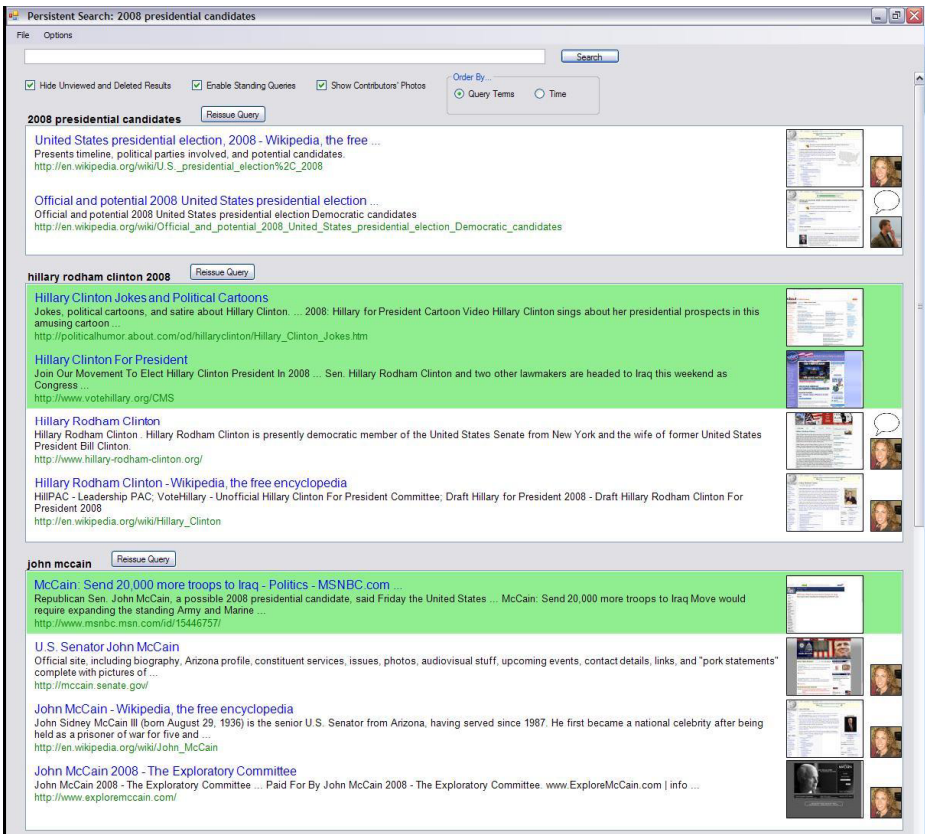 Persistent Search: 2008 presidential candidates
File Options
Search
Hide Unviewed and Deleted Results Enable Standing Queries Show Contributors' Photos
Order By...
Query Terms Time
2008 presidential candidates Reissue Query
United States presidential election, 2008 - Wikipedia, the free ...
Presents timeline, political parties involved, and potential candidates.
http://en.wikipedia.org/wiki/U.S._presidential_election%2C_2008
Official and potential 2008 United States presidential election ...
Official and potential 2008 United States presidential election Democratic candidates
http://en.wikipedia.org/wiki/Official_and_potential_2008_United_States_presidential_election_Democratic_candidates
hillary rodham clinton 2008 Reissue Query
Hillary Clinton Jokes and Political Cartoons
Jokes, political cartoons, and satire about Hillary Clinton. ... 2008: Hillary for President Cartoon Video Hillary Clinton sings about her presidential prospects in this
amusing cartoon ...
http://politicalhumor.about.com/od/hillaryclinton/Hillary_Clinton_Jokes.htm
Hillary Clinton For President
Join Our Movement To Elect Hillary Clinton President In 2008 ... Sen. Hillary Rodham Clinton and two other lawmakers are headed to Iraq this weekend as
Congress ...
http://www.votehillary.org/CMS
Hillary Rodham Clinton
Hillary Rodham Clinton . Hillary Rodham Clinton is presently democratic member of the United States Senate from New York and the wife of former United States
President Bill Clinton.
http://www.hillary-rodham-clinton.org/
Hillary Rodham Clinton - Wikipedia, the free encyclopedia
HillPAC - Leadership PAC; VoteHillary - Unofficial Hillary Clinton For President Committee; Draft Hillary for President 2008 - Draft Hillary Rodham Clinton For
President 2008
http://en.wikipedia.org/wiki/Hillary_Clinton
john mccain Reissue Query
McCain: Send 20,000 more troops to Iraq - Politics - MSNBC.com ...
Republican Sen. John McCain, a possible 2008 presidential candidate, said Friday the United States ... McCain: Send 20,000 more troops to Iraq Move would
require expanding the standing Army and Marine ...
http://www.msnbc.msn.com/id/15446757/
U.S. Senator John McCain
Official site, including biography, Arizona profile, constituent services, issues, photos, audiovisual stuff, upcoming events, contact details, links, and "pork statements"
complete with pictures of ...
http://mccain.senate.gov/
John McCain - Wikipedia, the free encyclopedia
John Sidney McCain III (born August 29, 1936) is the senior U.S. Senator from Arizona, having served since 1987. He first became a national celebrity after being
held as a prisoner of war for five and ...
http://en.wikipedia.org/wiki/John_McCain
John McCain 2008 - The Exploratory Committee
John McCain 2008 - The Exploratory Committee ... Paid For By John McCain 2008 - The Exploratory Committee. www.ExploreMcCain.com | info ...
http://www.exploremccain.com/